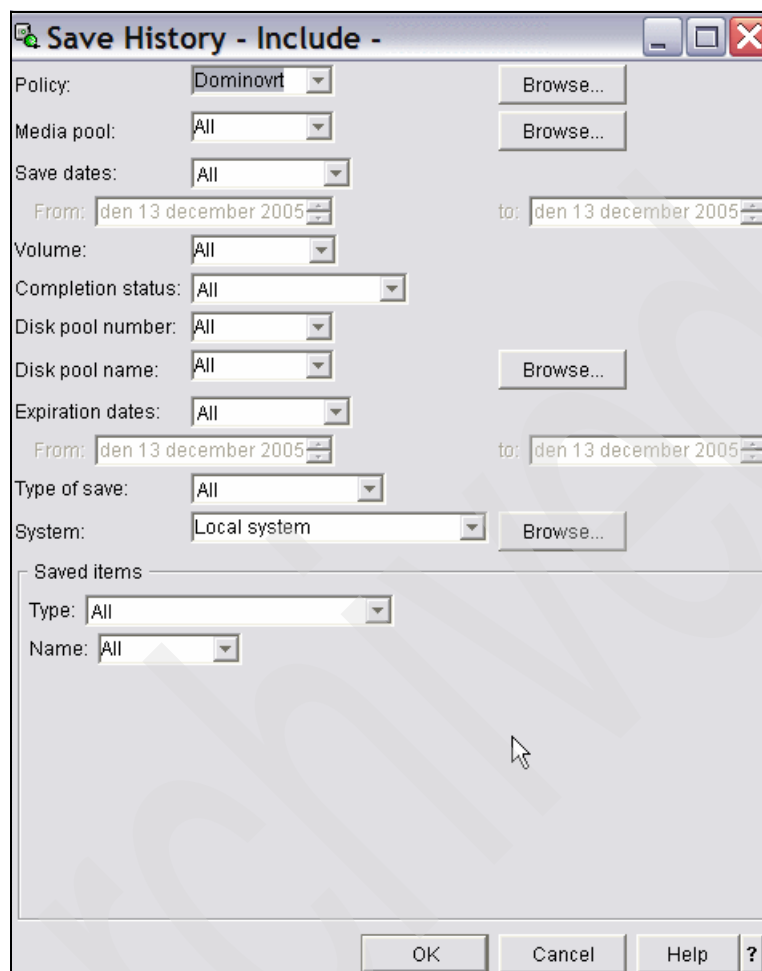 Save History - Include -
Policy: Dominovrt Browse...
Media pool: All Browse...
Save dates: All
From: den 13 december 2005 to: den 13 december 2005
Volume: All
Completion status: All
Disk pool number: All
Disk pool name: All Browse...
Expiration dates: All
From: den 13 december 2005 to: den 13 december 2005
Type of save: All
System: Local system Browse...
Saved items
Type: All
Name: All
OK Cancel Help ?